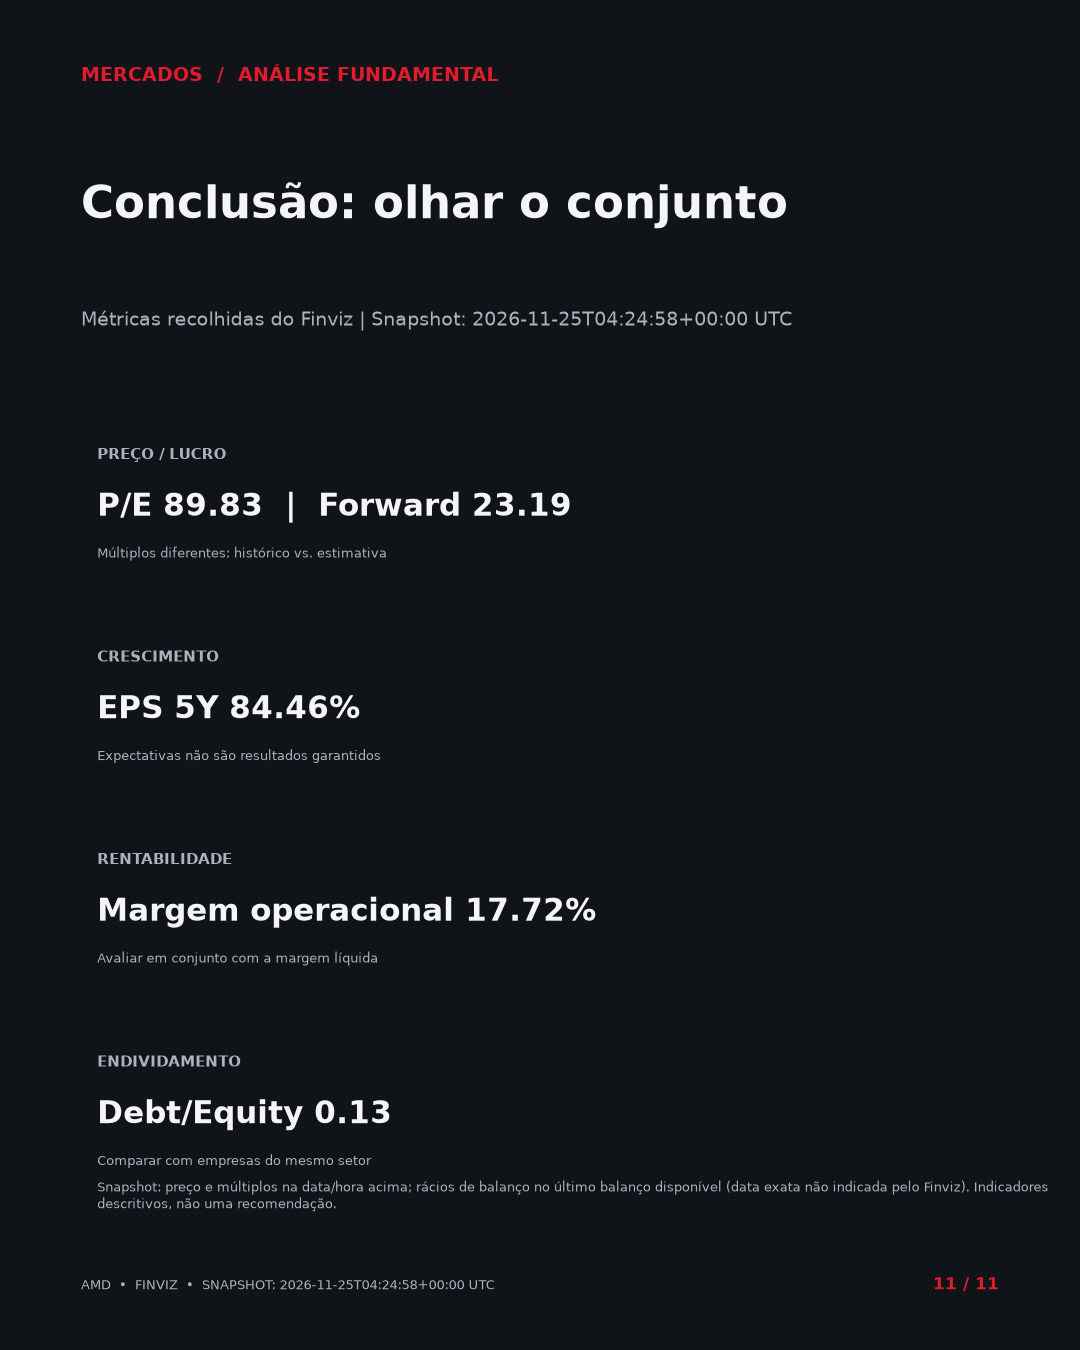 MERCADOS / ANÁLISE FUNDAMENTAL
Conclusão: olhar o conjunto
Métricas recolhidas do Finviz | Snapshot: 2026-11-25T04:24:58+00:00 UTC
PREÇO / LUCRO
P/E 89.83 | Forward 23.19
Múltiplos diferentes: histórico vs. estimativa
CRESCIMENTO
EPS 5Y 84.46%
Expectativas não são resultados garantidos
RENTABILIDADE
Margem operacional 17.72%
Avaliar em conjunto com a margem líquida
ENDIVIDAMENTO
Debt/Equity 0.13
Comparar com empresas do mesmo setor
Snapshot: preço e múltiplos na data/hora acima; rácios de balanço no último balanço disponível (data exata não indicada pelo Finviz). Indicadores
descritivos, não uma recomendação.
AMD • FINVIZ • SNAPSHOT: 2026-11-25T04:24:58+00:00 UTC
11 / 11